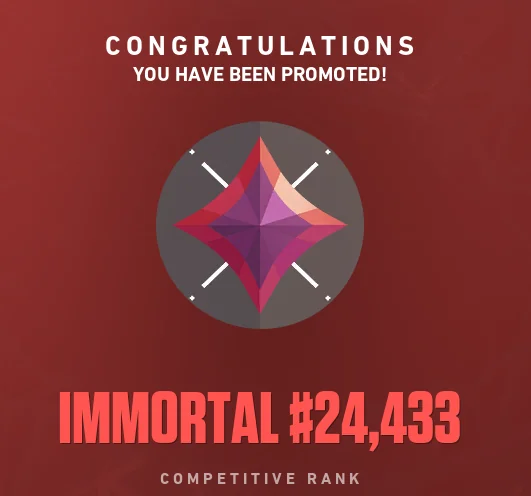 CONGRATULATIONS
YOU HAVE BEEN PROMOTED!
IMMORTAL #24,433
COMPETITIVE RANK